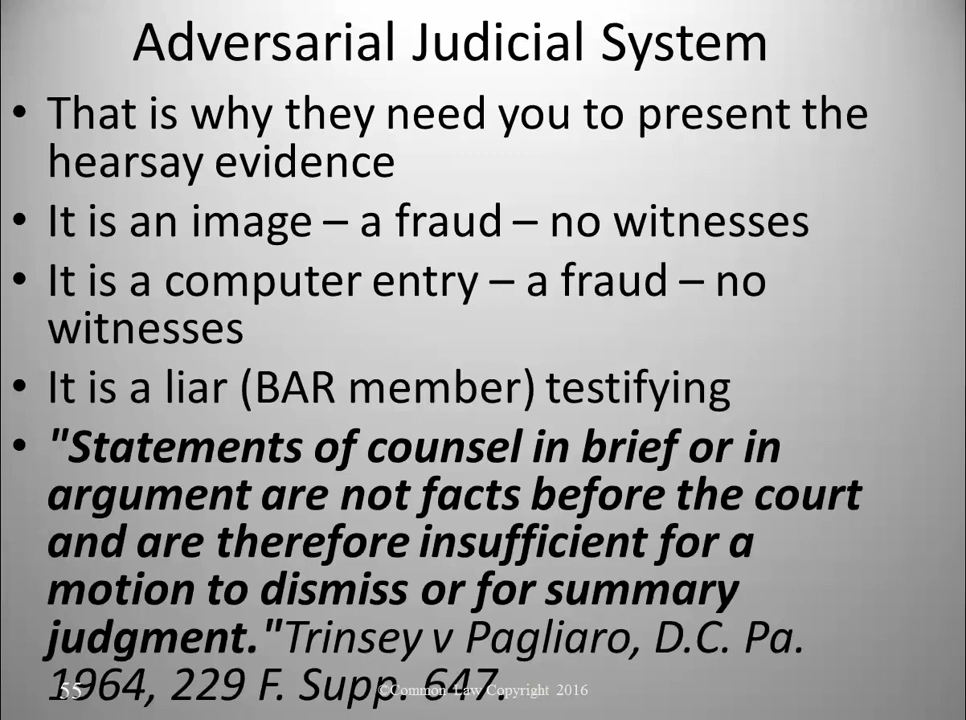 Adversarial Judicial System
• That is why they need you to present the
hearsay evidence
• It is an image – a fraud – no witnesses
• It is a computer entry – a fraud – no
witnesses
• It is a liar (BAR member) testifying
• "Statements of counsel in brief or in
argument are not facts before the court
and are therefore insufficient for a
motion to dismiss or for summary
judgment."Trinsey v Pagliaro, D.C. Pa.
1964, 229 F. Supp. 647.
55
©Common Law Copyright 2016